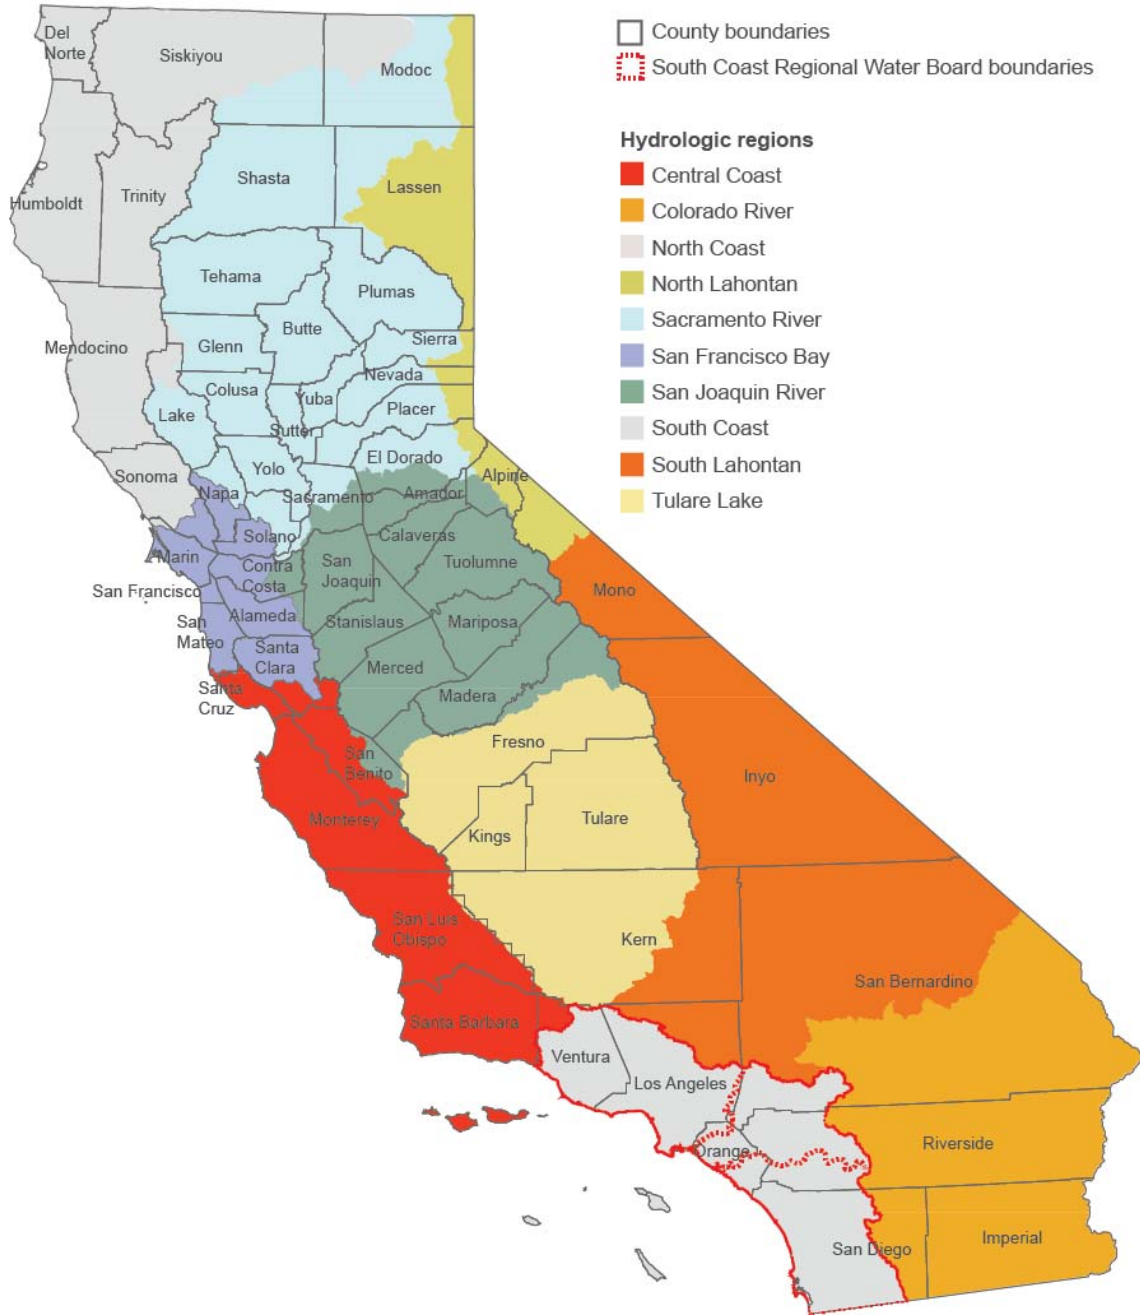 County boundaries
South Coast Regional Water Board boundaries
Hydrologic regions
Central Coast
Colorado River
North Coast
North Lahontan
Sacramento River
San Francisco Bay
San Joaquin River
South Coast
South Lahontan
Tulare Lake
Del
Norte
Siskiyou
Modoc
Humboldt
Trinity
Shasta
Lassen
Tehama
Plumas
Mendocino
Glenn
Butte
Sierra
Lake
Colusa
Yuba
Nevada
Sutter
Placer
Sonoma
Napa
Yolo
Sacramento
El Dorado
Amador
Alpine
Marin
Solano
Contra
Costa
San
Joaquin
Calaveras
Tuolumne
Mono
San Francisco
San
Mateo
Alameda
Stanislaus
Mariposa
Santa
Clara
Merced
Madera
Santa
Cruz
San
Benito
Fresno
Inyo
Monterey
Kings
Tulare
San Luis
Obispo
Kern
San Bernardino
Santa Barbara
Ventura
Los Angeles
Orange
Riverside
San Diego
Imperial